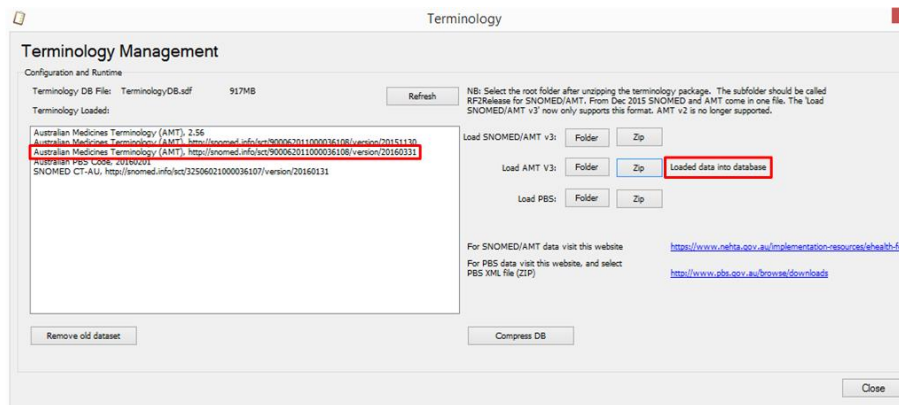 Terminology
Terminology Management
Configuration and Runtime
Terminology DB File: TerminologyDB.sdf 917MB
Refresh
Terminology Loaded:
Australian Medicines Terminology (AMT), 2.56
Australian Medicines Terminology (AMT), http://snomed.info/sct/900062011000036108/version/20151130
Australian Medicines Terminology (AMT), http://snomed.info/sct/900062011000036108/version/20160331
Australian PBS Code, 20160201
SNOMED CT-AU, http://snomed.info/sct/32506021000036107/version/20160131
Remove old dataset
NB: Select the root folder after unzipping the terminology package. The subfolder should be called
RF2Release for SNOMED/AMT. From Dec 2015 SNOMED and AMT come in one file. The 'Load
SNOMED/AMT v3' now only supports this format. AMT v2 is no longer supported.
Load SNOMED/AMT v3: Folder Zip
Load AMT V3: Folder Zip Loaded data into database
Load PBS: Folder Zip
For SNOMED/AMT data visit this website https://www.nehta.gov.au/implementation-resources/ehealth-f
For PBS data visit this website, and select
PBS XML file (ZIP) http://www.pbs.gov.au/browse/downloads
Compress DB
Close